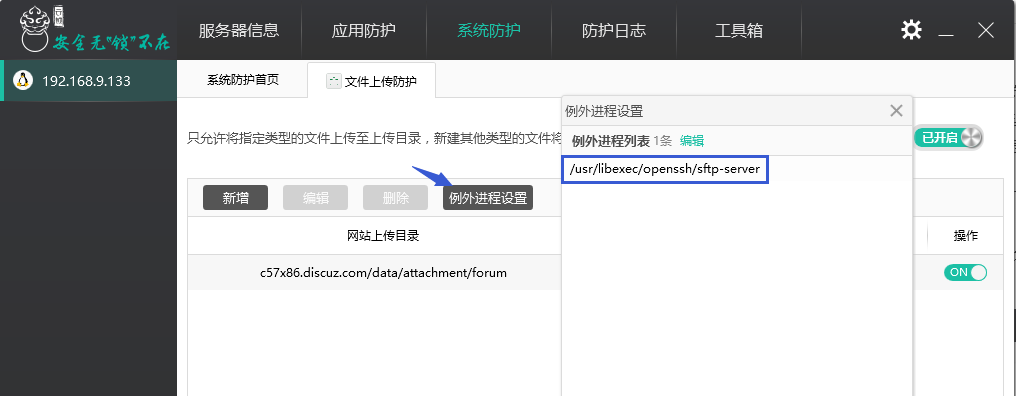 安全无"锁"不在
服务器信息
应用防护
系统防护
防护日志
工具箱
192.168.9.133
系统防护首页
文件上传防护
只允许将指定类型的文件上传至上传目录，新建其他类型的文件将
已开启
例外进程设置
例外进程列表 1条 编辑
/usr/libexec/openssh/sftp-server
新增
编辑
删除
例外进程设置
网站上传目录
操作
c57x86.discuz.com/data/attachment/forum
ON